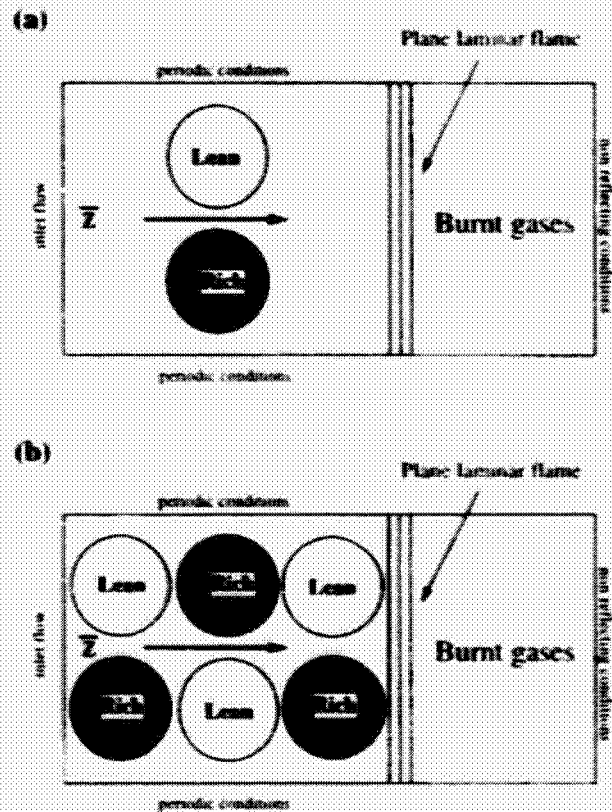 (a)
Plane laminar flame
periodic conditions
Lean
inlet flow
z̅
Rich
Burnt gases
non reflecting conditions
periodic conditions
(b)
Plane laminar flame
periodic conditions
Lean
Rich
Lean
inlet flow
z̅
Burnt gases
non reflecting conditions
Rich
Lean
Rich
periodic conditions